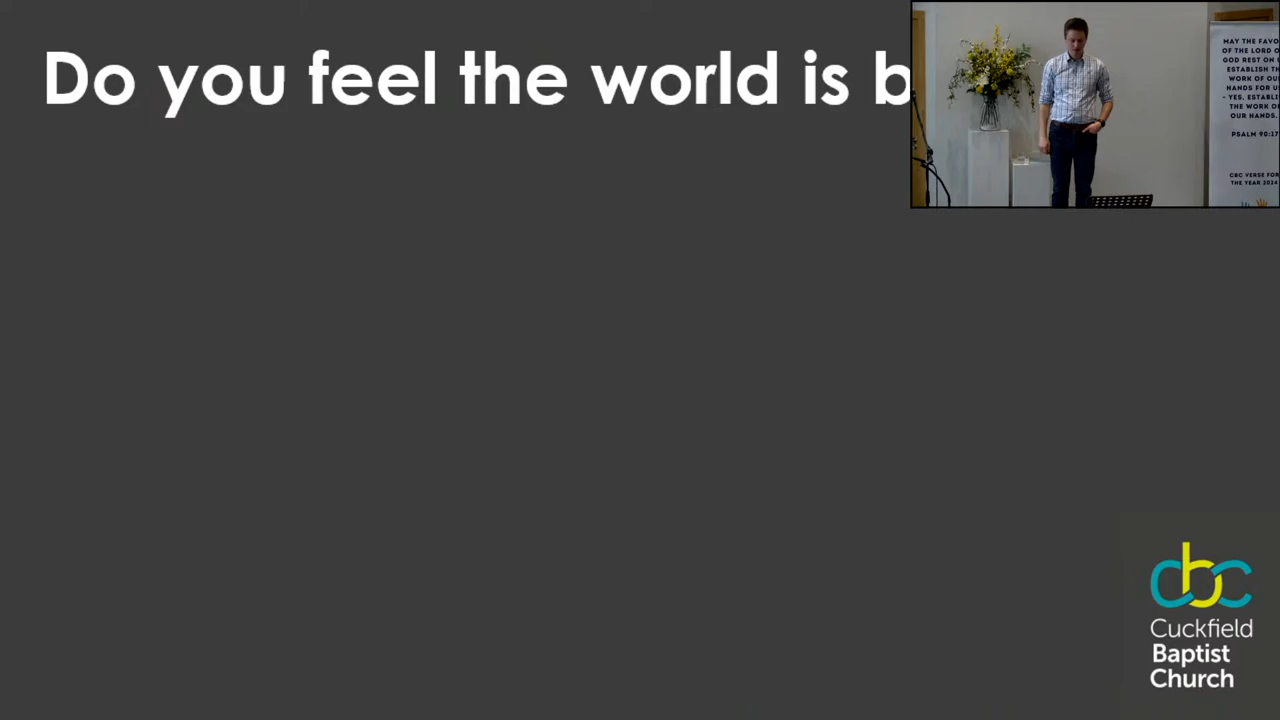 Do you feel the world is b
MAY THE FAVO
OF THE LORD O
GOD REST ON
ESTABLISH TH
WORK OF OU
HANDS FOR U
– YES, ESTABLI
THE WORK O
OUR HANDS.
PSALM 90:17
CBC VERSE FOR
THE YEAR 2024
cbc
Cuckfield
Baptist
Church